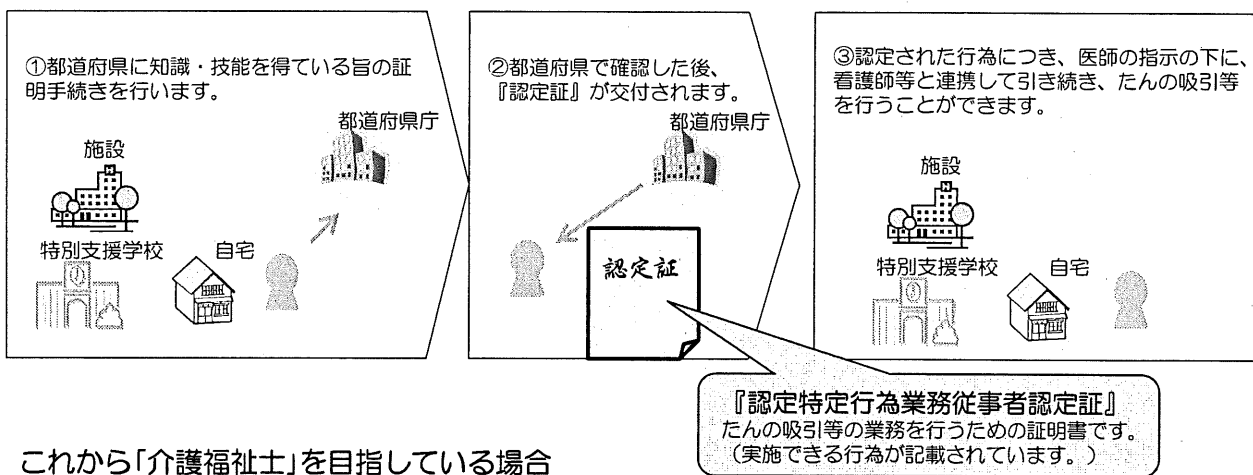 ①都道府県に知識・技能を得ている旨の証
明手続きを行います。
都道府県庁
施設
特別支援学校
自宅
②都道府県で確認した後、
『認定証』が交付されます。
都道府県庁
認定証
③認定された行為につき、医師の指示の下に、
看護師等と連携して引き続き、たんの吸引等
を行うことができます。
施設
特別支援学校
自宅
『認定特定行為業務従事者認定証』
たんの吸引等の業務を行うための証明書です。
（実施できる行為が記載されています。）
これから「介護福祉士」を目指している場合